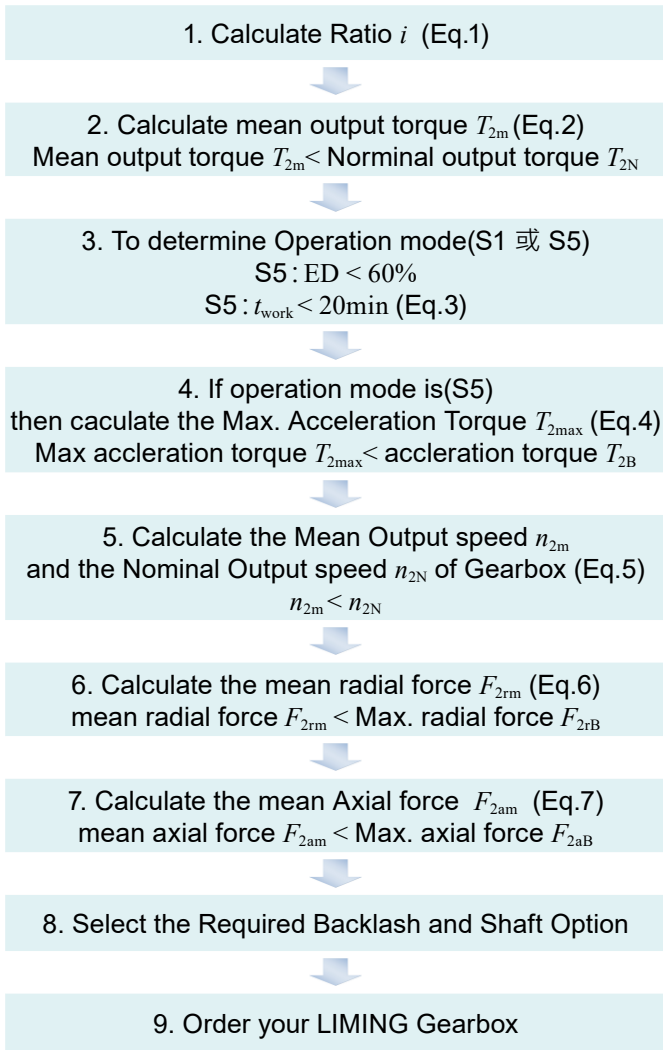 1. Calculate Ratio i (Eq.1)
2. Calculate mean output torque T2m (Eq.2)
Mean output torque T2m< Norminal output torque T2N
3. To determine Operation mode(S1 或 S5)
S5 : ED < 60%
S5 : twork < 20min (Eq.3)
4. If operation mode is(S5)
then caculate the Max. Acceleration Torque T2max (Eq.4)
Max accleration torque T2max< accleration torque T2B
5. Calculate the Mean Output speed n2m
and the Nominal Output speed n2N of Gearbox (Eq.5)
n2m < n2N
6. Calculate the mean radial force F2rm (Eq.6)
mean radial force F2rm < Max. radial force F2rB
7. Calculate the mean Axial force F2am (Eq.7)
mean axial force F2am < Max. axial force F2aB
8. Select the Required Backlash and Shaft Option
9. Order your LIMING Gearbox